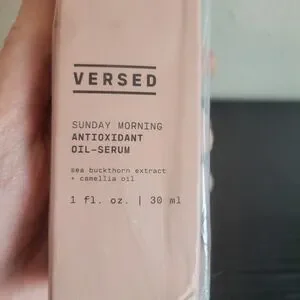 VERSED
SUNDAY MORNING
ANTIOXIDANT
OIL-SERUM
sea buckthorn extract
+ camellia oil
1 fl. oz. | 30 ml